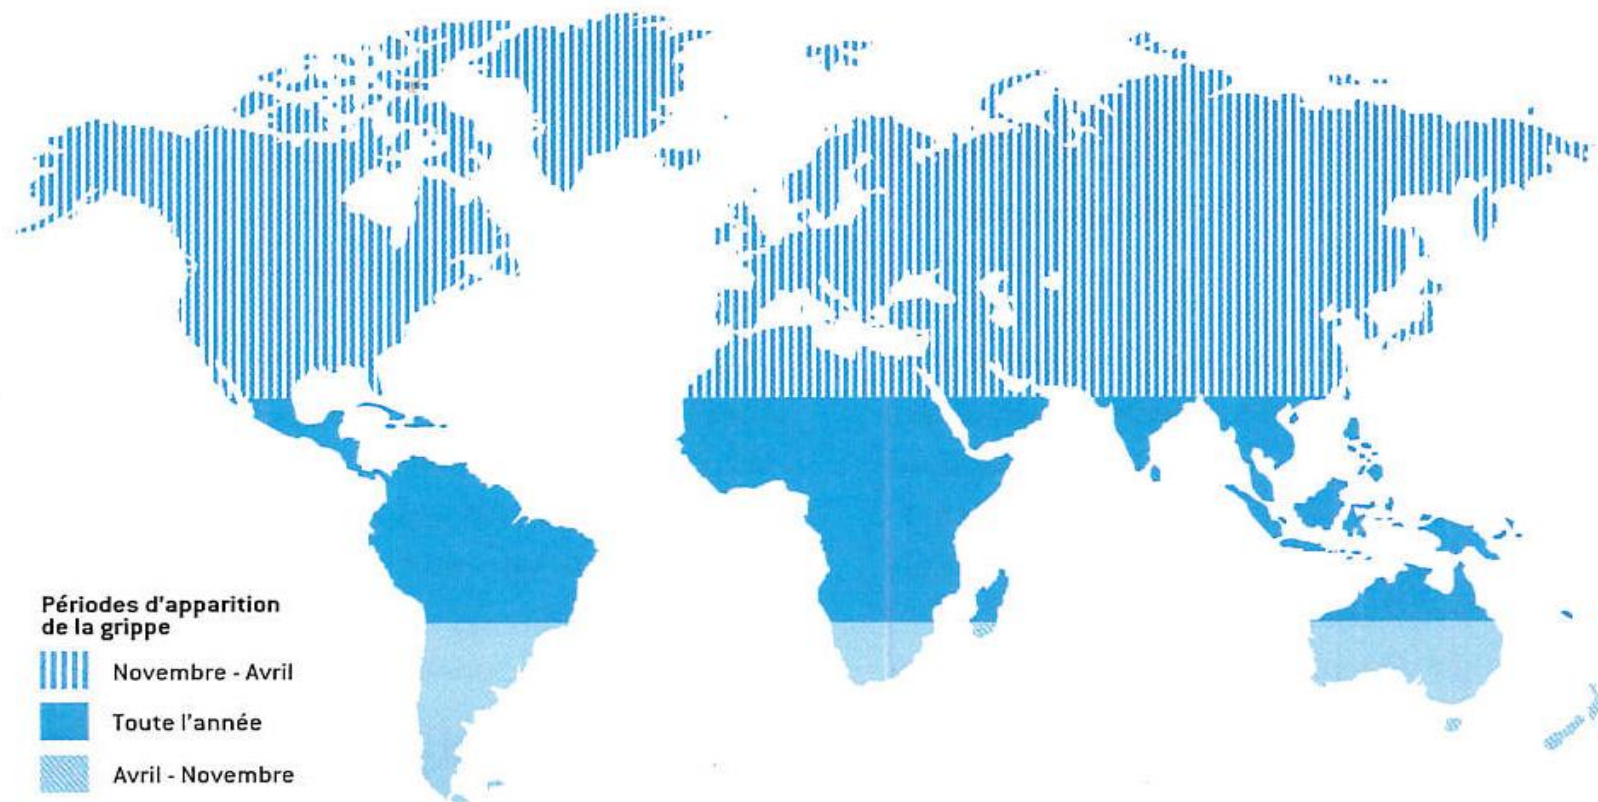 Périodes d'apparition
de la grippe
Novembre - Avril
Toute l'année
Avril - Novembre